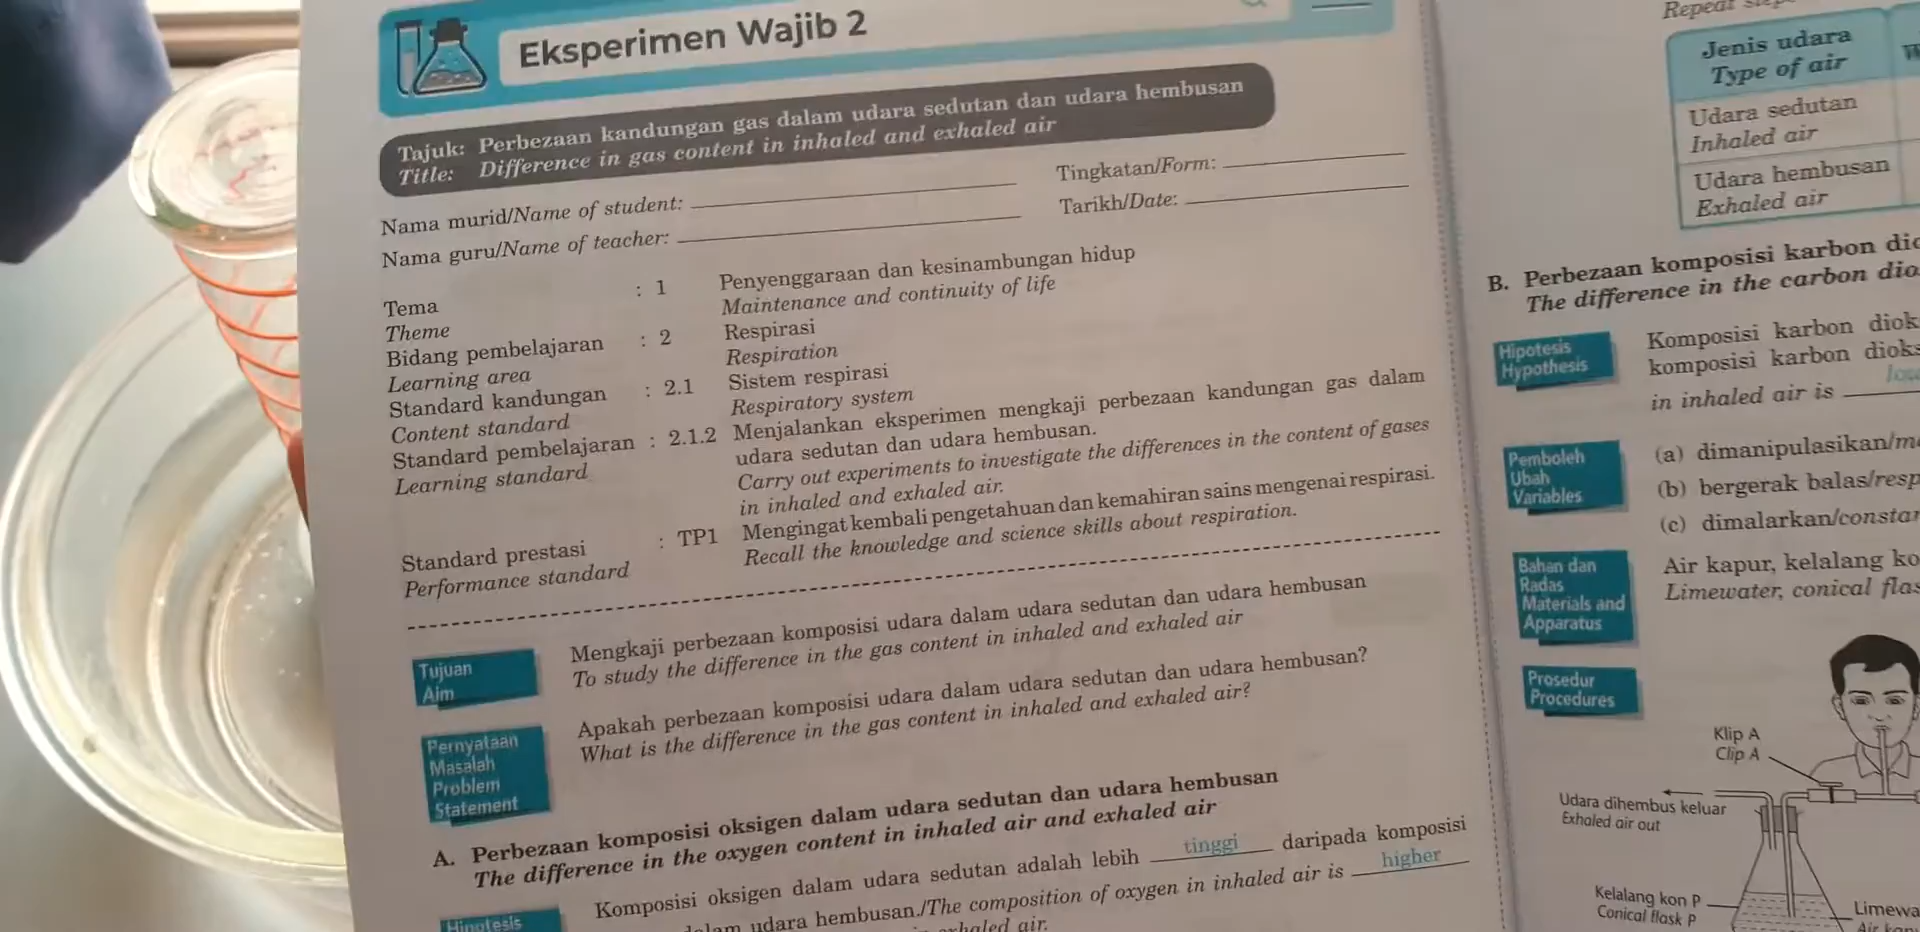 Eksperimen Wajib 2
Tajuk: Perbezaan kandungan gas dalam udara sedutan dan udara hembusan
Title: Difference in gas content in inhaled and exhaled air
Nama murid/Name of student:
Tingkatan/Form:
Nama guru/Name of teacher:
Tarikh/Date:
Tema : 1 Penyenggaraan dan kesinambungan hidup
Theme Maintenance and continuity of life
Bidang pembelajaran : 2 Respirasi
Learning area Respiration
Standard kandungan : 2.1 Sistem respirasi
Content standard Respiratory system
Standard pembelajaran : 2.1.2 Menjalankan eksperimen mengkaji perbezaan kandungan gas dalam
Learning standard udara sedutan dan udara hembusan.
Carry out experiments to investigate the differences in the content of gases
in inhaled and exhaled air.
Standard prestasi : TP1 Mengingat kembali pengetahuan dan kemahiran sains mengenai respirasi.
Performance standard Recall the knowledge and science skills about respiration.
Tujuan
Aim
Mengkaji perbezaan komposisi udara dalam udara sedutan dan udara hembusan
To study the difference in the gas content in inhaled and exhaled air
Pernyataan
Masalah
Problem
Statement
Apakah perbezaan komposisi udara dalam udara sedutan dan udara hembusan?
What is the difference in the gas content in inhaled and exhaled air?
A. Perbezaan komposisi oksigen dalam udara sedutan dan udara hembusan
The difference in the oxygen content in inhaled air and exhaled air
Hipotesis
Komposisi oksigen dalam udara sedutan adalah lebih tinggi daripada komposisi
udara hembusan./The composition of oxygen in inhaled air is higher
air.
Repeat
Jenis udara
Type of air
Udara sedutan
Inhaled air
Udara hembusan
Exhaled air
B. Perbezaan komposisi karbon dio
The difference in the carbon dio
Hipotesis
Hypothesis
Komposisi karbon diok
komposisi karbon dioks
in inhaled air is
Pemboleh
Ubah
Variables
(a) dimanipulasikan/m
(b) bergerak balas/resp
(c) dimalarkan/constan
Bahan dan
Radas
Materials and
Apparatus
Air kapur, kelalang ko
Limewater, conical flas
Prosedur
Procedures
Klip A
Clip A
Udara dihembus keluar
Exhaled air out
Kelalang kon P
Conical flask P
Limewa